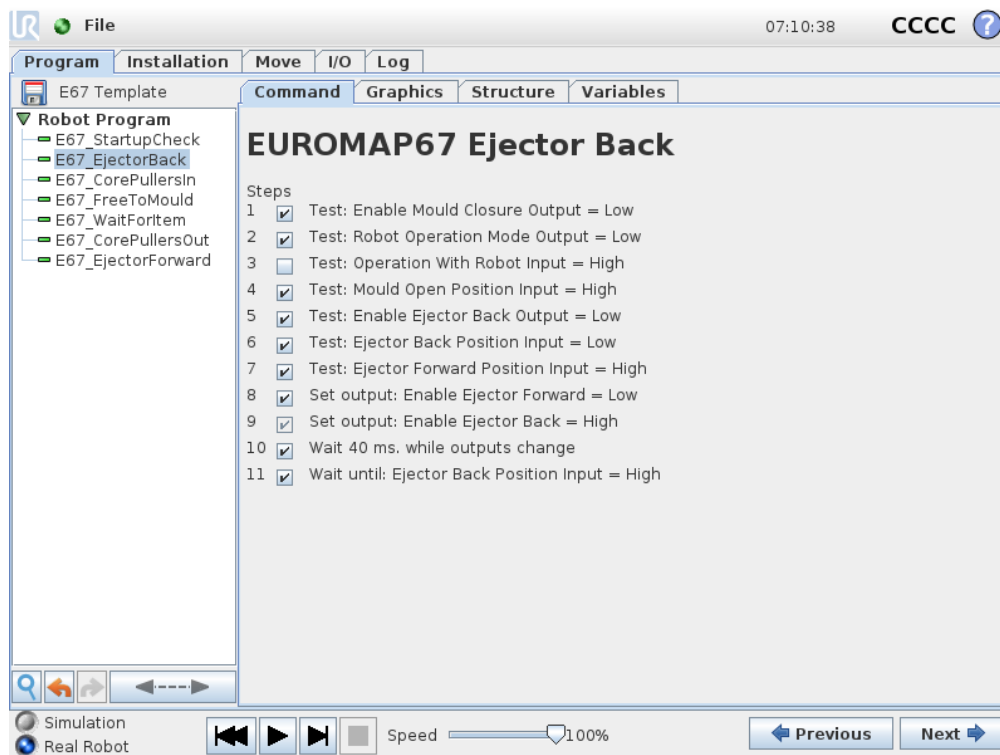 UR File 07:10:38 CCCC ?
Program Installation Move I/O Log
E67 Template Command Graphics Structure Variables
Robot Program
E67_StartupCheck
E67_EjectorBack
E67_CorePullersIn
E67_FreeToMould
E67_WaitForItem
E67_CorePullersOut
E67_EjectorForward
EUROMAP67 Ejector Back
Steps
1 Test: Enable Mould Closure Output = Low
2 Test: Robot Operation Mode Output = Low
3 Test: Operation With Robot Input = High
4 Test: Mould Open Position Input = High
5 Test: Enable Ejector Back Output = Low
6 Test: Ejector Back Position Input = Low
7 Test: Ejector Forward Position Input = High
8 Set output: Enable Ejector Forward = Low
9 Set output: Enable Ejector Back = High
10 Wait 40 ms. while outputs change
11 Wait until: Ejector Back Position Input = High
Simulation
Real Robot
Speed 100%
Previous Next